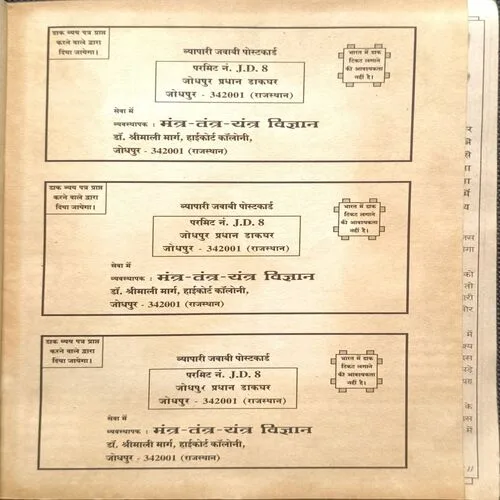 डाक व्यय पत्र प्राप्त
करने वाले द्वारा
दिया जायेगा।
व्यापारी जवाबी पोस्टकार्ड
परमिट नं. J.D. 8
जोधपुर प्रधान डाकघर
जोधपुर - 342001 (राजस्थान)
भारत में डाक
टिकट लगाने
की आवश्यकता
नहीं है।
सेवा में
व्यवस्थापक : मंत्र-तंत्र-यंत्र विज्ञान
डॉ. श्रीमाली मार्ग, हाईकोर्ट कॉलोनी,
जोधपुर - 342001 (राजस्थान)
डाक व्यय पत्र प्राप्त
करने वाले द्वारा
दिया जायेगा।
व्यापारी जवाबी पोस्टकार्ड
परमिट नं. J.D. 8
जोधपुर प्रधान डाकघर
जोधपुर - 342001 (राजस्थान)
भारत में डाक
टिकट लगाने
की आवश्यकता
नहीं है।
सेवा में
व्यवस्थापक : मंत्र-तंत्र-यंत्र विज्ञान
डॉ. श्रीमाली मार्ग, हाईकोर्ट कॉलोनी,
जोधपुर - 342001 (राजस्थान)
डाक व्यय पत्र प्राप्त
करने वाले द्वारा
दिया जायेगा।
व्यापारी जवाबी पोस्टकार्ड
परमिट नं. J.D. 8
जोधपुर प्रधान डाकघर
जोधपुर - 342001 (राजस्थान)
भारत में डाक
टिकट लगाने
की आवश्यकता
नहीं है।
सेवा में
व्यवस्थापक : मंत्र-तंत्र-यंत्र विज्ञान
डॉ. श्रीमाली मार्ग, हाईकोर्ट कॉलोनी,
जोधपुर - 342001 (राजस्थान)